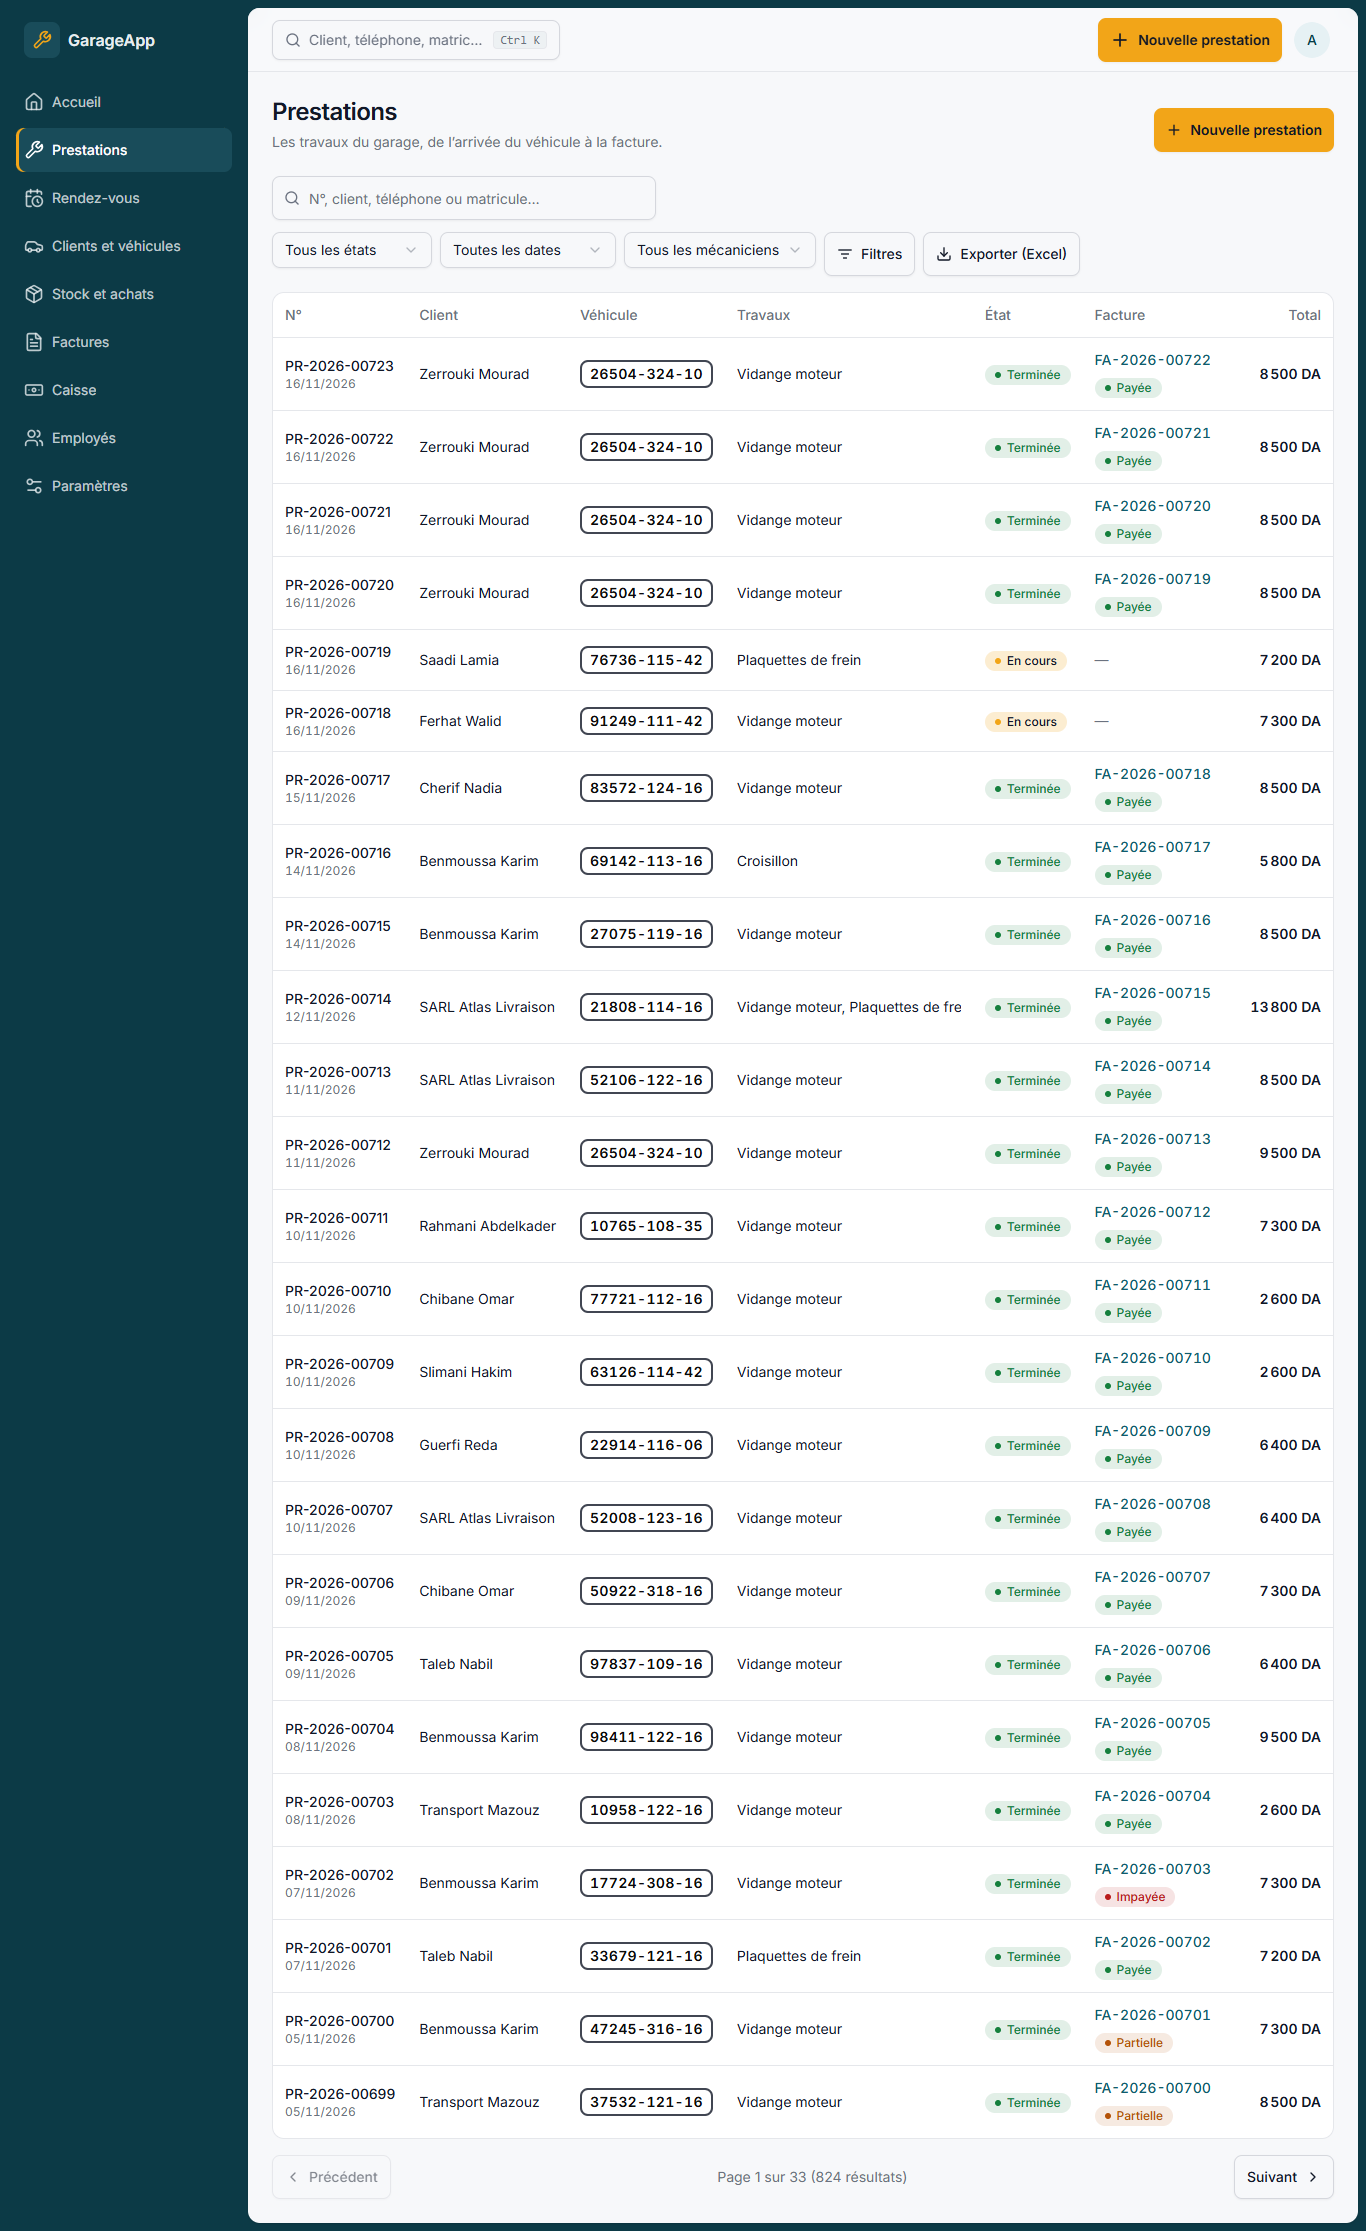 GarageApp
Client, téléphone, matric... Ctrl K
Nouvelle prestation
A
Accueil
Prestations
Rendez-vous
Clients et véhicules
Stock et achats
Factures
Caisse
Employés
Paramètres
Prestations
Les travaux du garage, de l’arrivée du véhicule à la facture.
Nouvelle prestation
N°, client, téléphone ou matricule...
Tous les états
Toutes les dates
Tous les mécaniciens
Filtres
Exporter (Excel)
N° Client Véhicule Travaux État Facture Total
PR-2026-00723 Zerrouki Mourad 26504-324-10 Vidange moteur Terminée FA-2026-00722 8 500 DA
16/11/2026 Payée
PR-2026-00722 Zerrouki Mourad 26504-324-10 Vidange moteur Terminée FA-2026-00721 8 500 DA
16/11/2026 Payée
PR-2026-00721 Zerrouki Mourad 26504-324-10 Vidange moteur Terminée FA-2026-00720 8 500 DA
16/11/2026 Payée
PR-2026-00720 Zerrouki Mourad 26504-324-10 Vidange moteur Terminée FA-2026-00719 8 500 DA
16/11/2026 Payée
PR-2026-00719 Saadi Lamia 76736-115-42 Plaquettes de frein En cours — 7 200 DA
16/11/2026
PR-2026-00718 Ferhat Walid 91249-111-42 Vidange moteur En cours — 7 300 DA
16/11/2026
PR-2026-00717 Cherif Nadia 83572-124-16 Vidange moteur Terminée FA-2026-00718 8 500 DA
15/11/2026 Payée
PR-2026-00716 Benmoussa Karim 69142-113-16 Croisillon Terminée FA-2026-00717 5 800 DA
14/11/2026 Payée
PR-2026-00715 Benmoussa Karim 27075-119-16 Vidange moteur Terminée FA-2026-00716 8 500 DA
14/11/2026 Payée
PR-2026-00714 SARL Atlas Livraison 21808-114-16 Vidange moteur, Plaquettes de fre Terminée FA-2026-00715 13 800 DA
12/11/2026 Payée
PR-2026-00713 SARL Atlas Livraison 52106-122-16 Vidange moteur Terminée FA-2026-00714 8 500 DA
11/11/2026 Payée
PR-2026-00712 Zerrouki Mourad 26504-324-10 Vidange moteur Terminée FA-2026-00713 9 500 DA
11/11/2026 Payée
PR-2026-00711 Rahmani Abdelkader 10765-108-35 Vidange moteur Terminée FA-2026-00712 7 300 DA
10/11/2026 Payée
PR-2026-00710 Chibane Omar 77721-112-16 Vidange moteur Terminée FA-2026-00711 2 600 DA
10/11/2026 Payée
PR-2026-00709 Slimani Hakim 63126-114-42 Vidange moteur Terminée FA-2026-00710 2 600 DA
10/11/2026 Payée
PR-2026-00708 Guerfi Reda 22914-116-06 Vidange moteur Terminée FA-2026-00709 6 400 DA
10/11/2026 Payée
PR-2026-00707 SARL Atlas Livraison 52008-123-16 Vidange moteur Terminée FA-2026-00708 6 400 DA
10/11/2026 Payée
PR-2026-00706 Chibane Omar 50922-318-16 Vidange moteur Terminée FA-2026-00707 7 300 DA
09/11/2026 Payée
PR-2026-00705 Taleb Nabil 97837-109-16 Vidange moteur Terminée FA-2026-00706 6 400 DA
09/11/2026 Payée
PR-2026-00704 Benmoussa Karim 98411-122-16 Vidange moteur Terminée FA-2026-00705 9 500 DA
08/11/2026 Payée
PR-2026-00703 Transport Mazouz 10958-122-16 Vidange moteur Terminée FA-2026-00704 2 600 DA
08/11/2026 Payée
PR-2026-00702 Benmoussa Karim 17724-308-16 Vidange moteur Terminée FA-2026-00703 7 300 DA
07/11/2026 Impayée
PR-2026-00701 Taleb Nabil 33679-121-16 Plaquettes de frein Terminée FA-2026-00702 7 200 DA
07/11/2026 Payée
PR-2026-00700 Benmoussa Karim 47245-316-16 Vidange moteur Terminée FA-2026-00701 7 300 DA
05/11/2026 Partielle
PR-2026-00699 Transport Mazouz 37532-121-16 Vidange moteur Terminée FA-2026-00700 8 500 DA
05/11/2026 Partielle
Précédent
Page 1 sur 33 (824 résultats)
Suivant